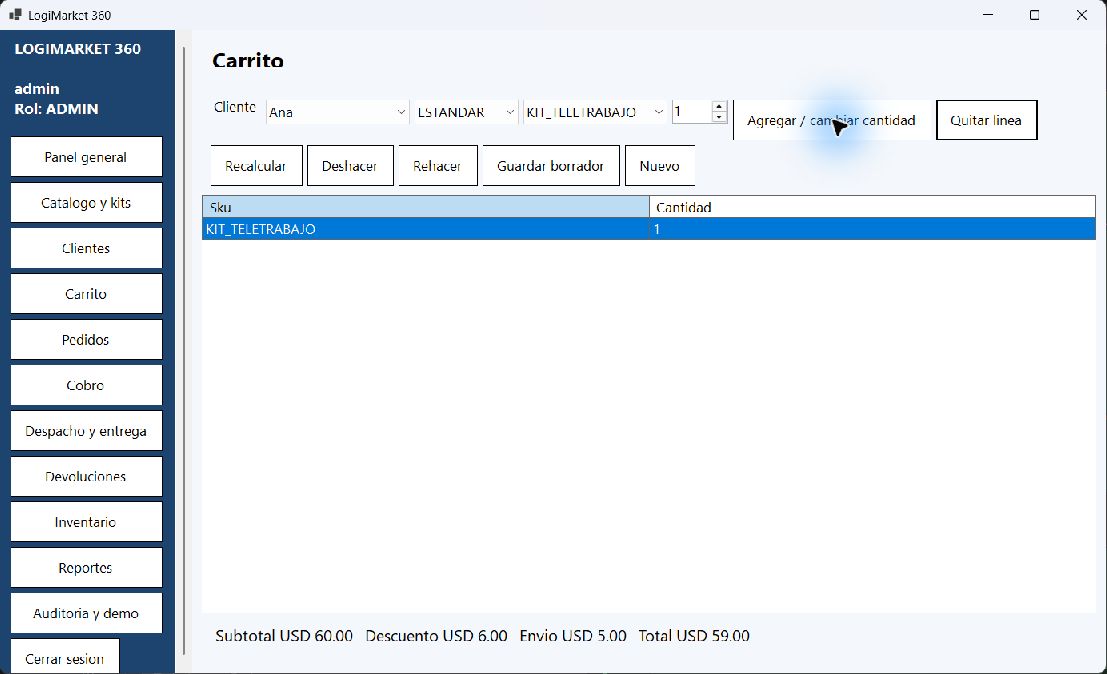 LogiMarket 360
LOGIMARKET 360
admin
Rol: ADMIN
Panel general
Catalogo y kits
Clientes
Carrito
Pedidos
Cobro
Despacho y entrega
Devoluciones
Inventario
Reportes
Auditoria y demo
Cerrar sesion
Carrito
Cliente Ana ESTANDAR KIT_TELETRABAJO 1 Agregar / cambiar cantidad Quitar linea
Recalcular Deshacer Rehacer Guardar borrador Nuevo
Sku Cantidad
KIT_TELETRABAJO 1
Subtotal USD 60.00 Descuento USD 6.00 Envio USD 5.00 Total USD 59.00